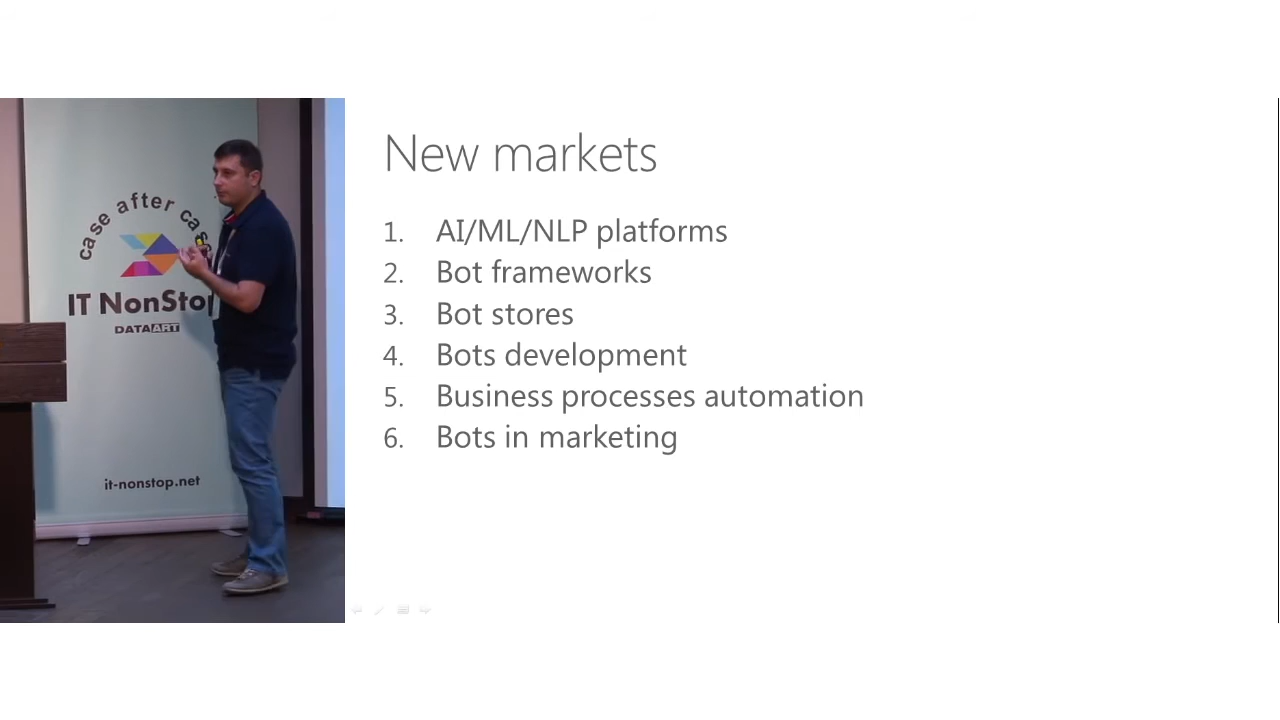 case after case
IT NonStop
DATAART
it-nonstop.net
New markets
1. AI/ML/NLP platforms
2. Bot frameworks
3. Bot stores
4. Bots development
5. Business processes automation
6. Bots in marketing